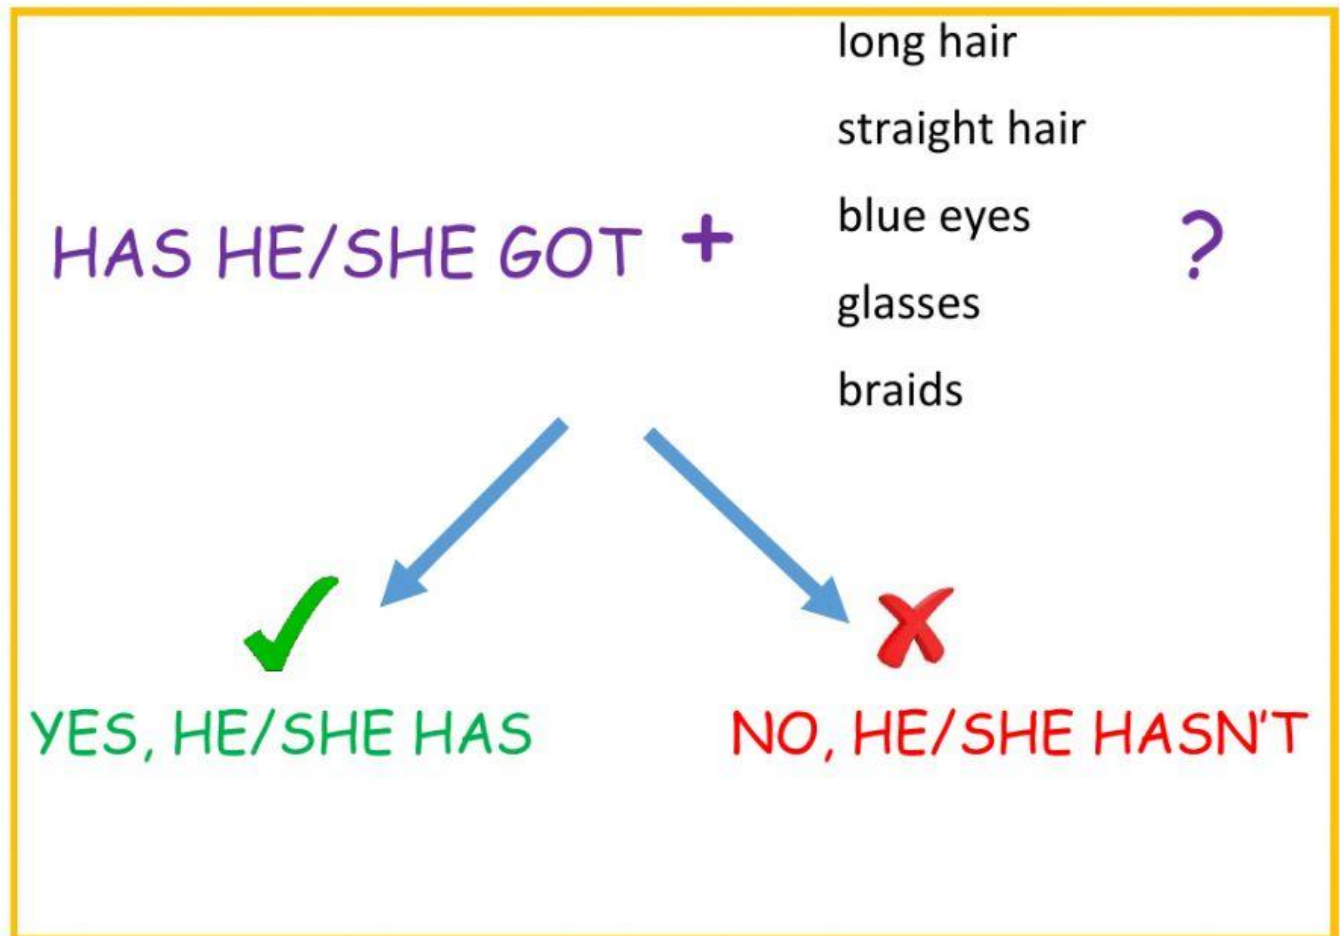 long hair
straight hair
blue eyes
HAS HE/SHE GOT + ?
glasses
braids
YES, HE/SHE HAS
NO, HE/SHE HASN'T